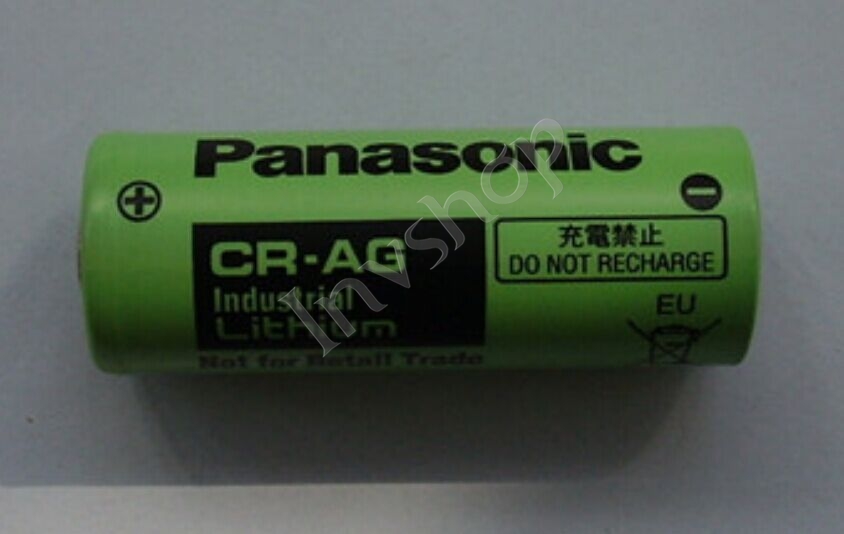 Panasonic
CR-AG
Industrial
Lithium
Not for Retail Trade
充電禁止
DO NOT RECHARGE
EU
Invshop